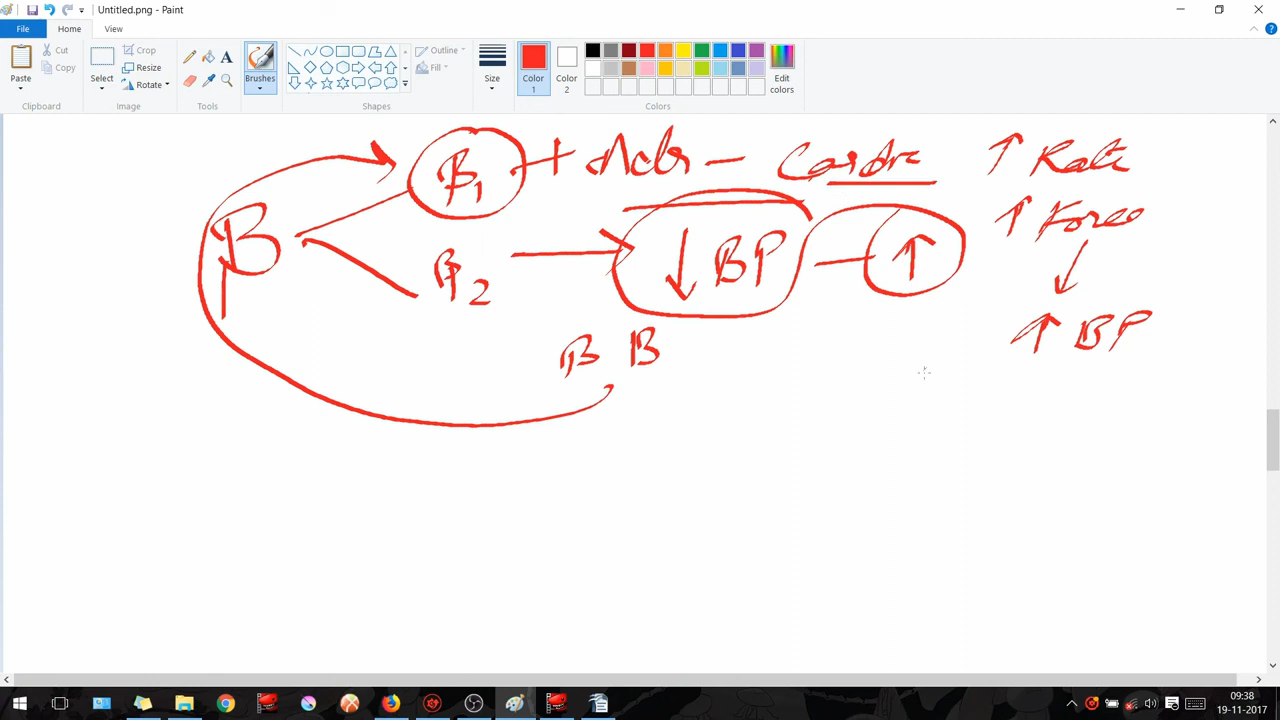 Untitled.png - Paint
File Home View
Paste
Cut
Copy
Clipboard
Select
Crop
Resize
Rotate
Image
Tools
Brushes
Outline
Fill
Shapes
Size
Color 1
Color 2
Edit colors
Colors
β1 + — ↑ Rate
↑ Force
β
β2 → ↓ BP — ↑
↑ BP
B B
09:38
19-11-2017